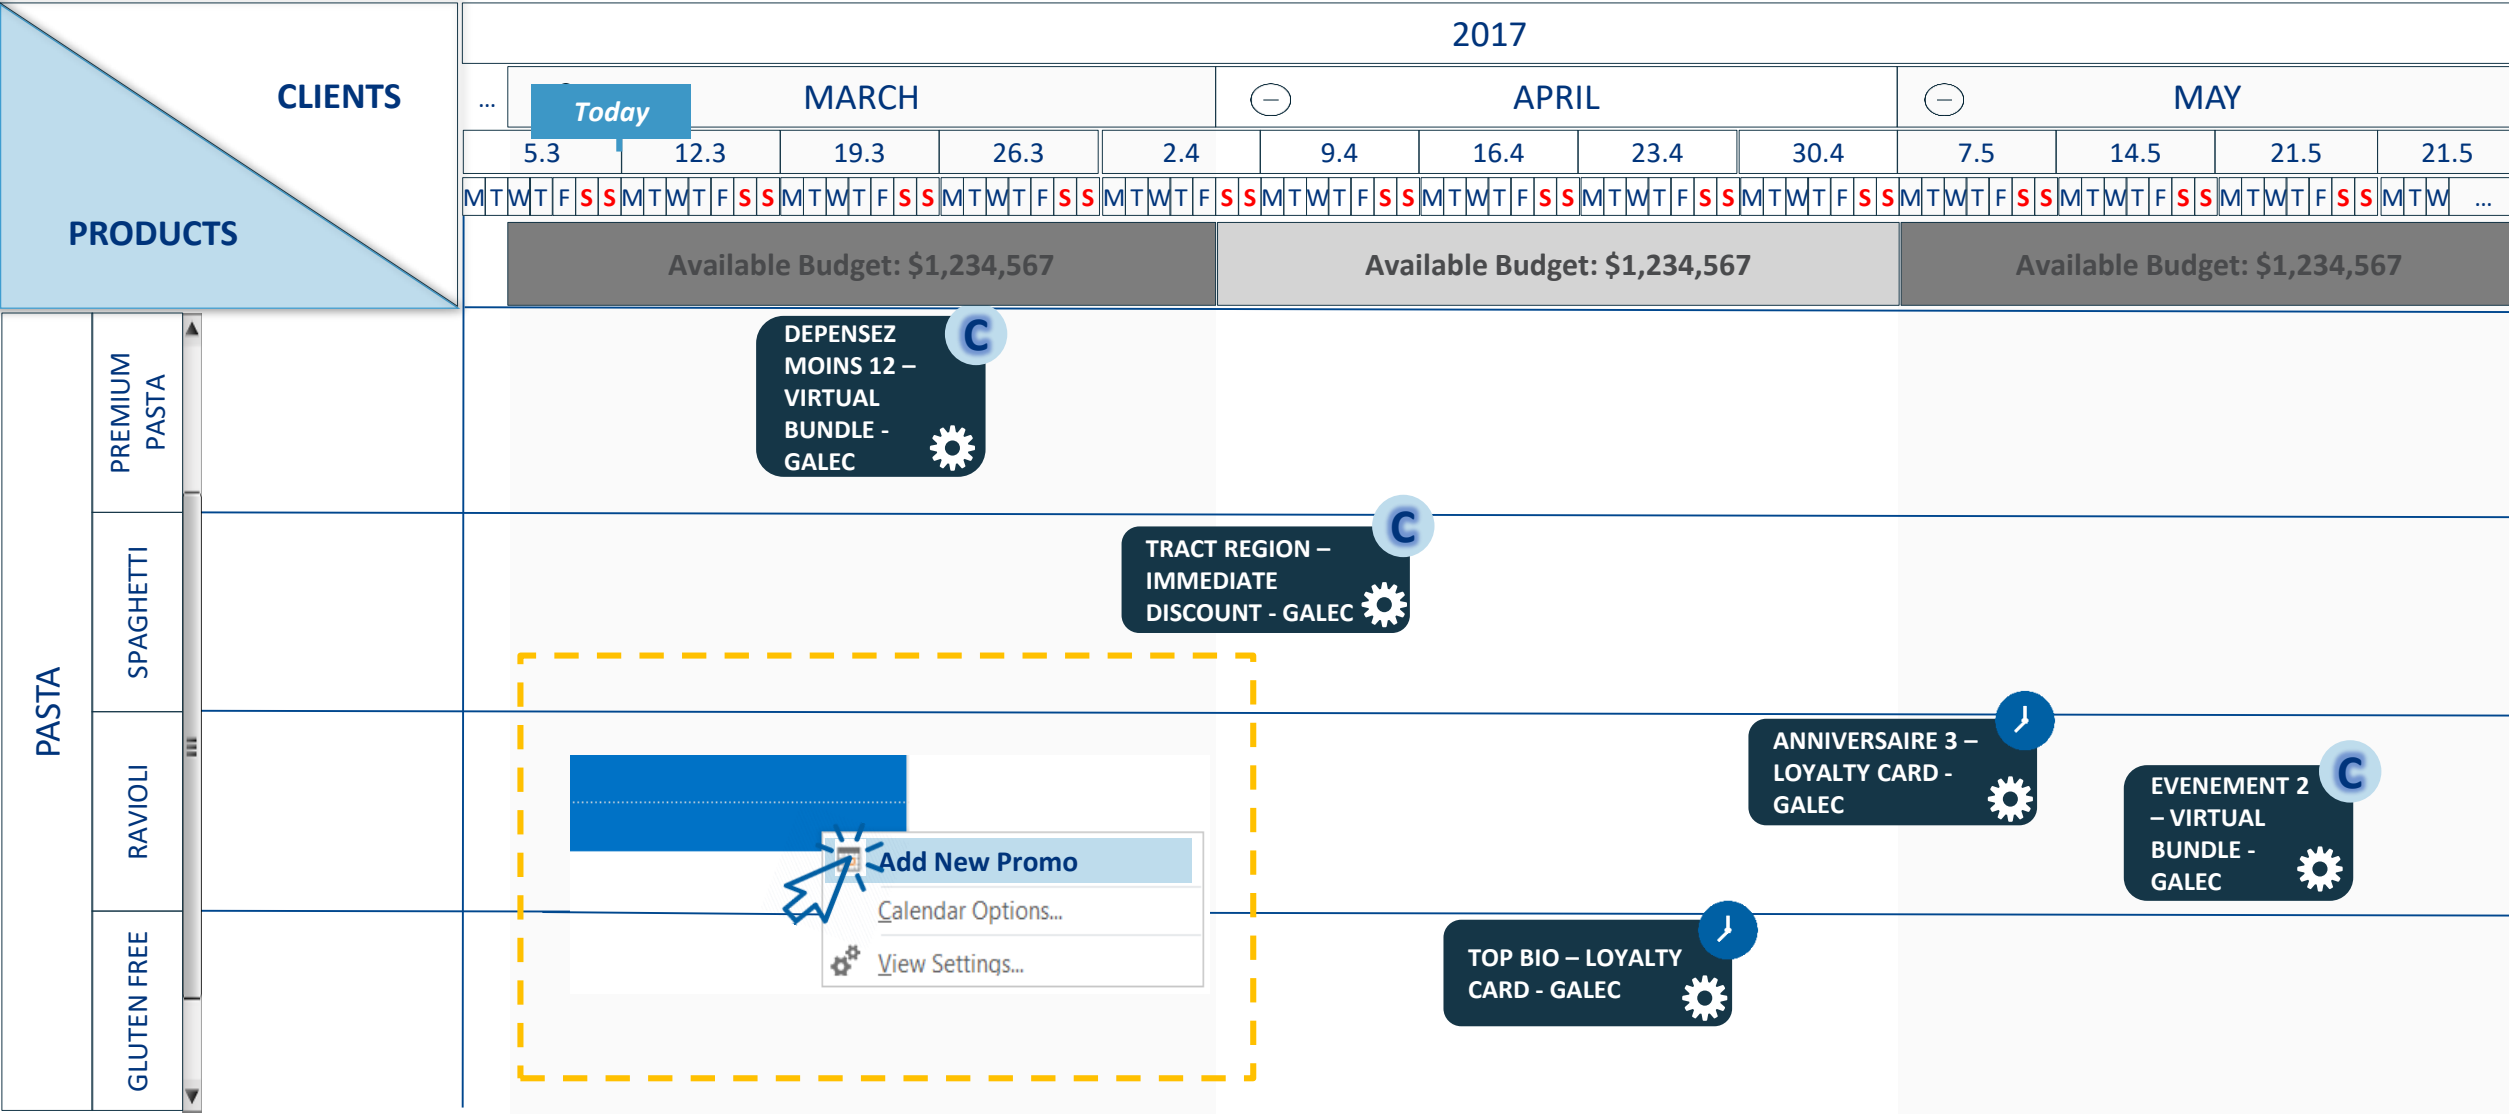 2017
CLIENTS
PRODUCTS
...
Today
MARCH
APRIL
MAY
5.3 12.3 19.3 26.3 2.4 9.4 16.4 23.4 30.4 7.5 14.5 21.5 21.5
M T W T F S S M T W T F S S M T W T F S S M T W T F S S M T W T F S S M T W T F S S M T W T F S S M T W T F S S M T W T F S S M T W T F S S M T W T F S S M T W T F S S M T W ...
Available Budget: $1,234,567
Available Budget: $1,234,567
Available Budget: $1,234,567
PASTA
PREMIUM
PASTA
SPAGHETTI
RAVIOLI
GLUTEN FREE
DEPENSEZ
MOINS 12 –
VIRTUAL
BUNDLE -
GALEC
C
TRACT REGION –
IMMEDIATE
DISCOUNT - GALEC
C
ANNIVERSAIRE 3 –
LOYALTY CARD -
GALEC
EVENEMENT 2
– VIRTUAL
BUNDLE -
GALEC
C
Add New Promo
Calendar Options...
View Settings...
TOP BIO – LOYALTY
CARD - GALEC